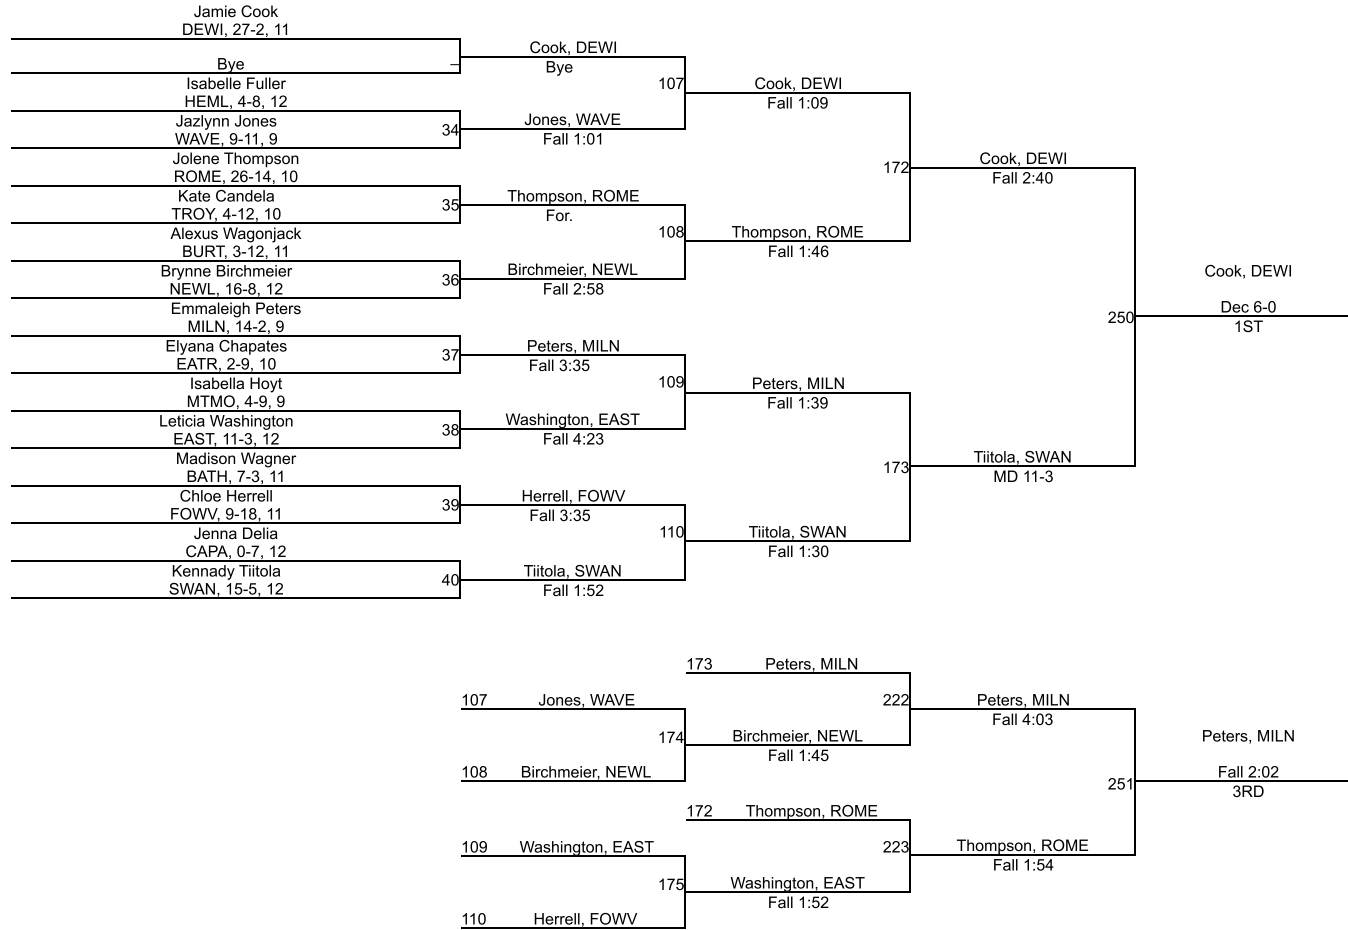 Jamie Cook
DEWI, 27-2, 11
Bye
Isabelle Fuller
HEML, 4-8, 12
Jazlynn Jones
WAVE, 9-11, 9
Jolene Thompson
ROME, 26-14, 10
Kate Candela
TROY, 4-12, 10
Alexus Wagonjack
BURT, 3-12, 11
Brynne Birchmeier
NEWL, 16-8, 12
Emmaleigh Peters
MILN, 14-2, 9
Elyana Chapates
EATR, 2-9, 10
Isabella Hoyt
MTMO, 4-9, 9
Leticia Washington
EAST, 11-3, 12
Madison Wagner
BATH, 7-3, 11
Chloe Herrell
FOWV, 9-18, 11
Jenna Delia
CAPA, 0-7, 12
Kennady Tiitola
SWAN, 15-5, 12
–
34
35
36
37
38
39
40
Cook, DEWI
Bye
Jones, WAVE
Fall 1:01
Thompson, ROME
For.
Birchmeier, NEWL
Fall 2:58
Peters, MILN
Fall 3:35
Washington, EAST
Fall 4:23
Herrell, FOWV
Fall 3:35
Tiitola, SWAN
Fall 1:52
107
108
109
110
Cook, DEWI
Fall 1:09
Thompson, ROME
Fall 1:46
Peters, MILN
Fall 1:39
Tiitola, SWAN
Fall 1:30
172
173
Cook, DEWI
Fall 2:40
Tiitola, SWAN
MD 11-3
250
Cook, DEWI
Dec 6-0
1ST
107 Jones, WAVE
108 Birchmeier, NEWL
109 Washington, EAST
110 Herrell, FOWV
174
175
173 Peters, MILN
Birchmeier, NEWL
Fall 1:45
172 Thompson, ROME
Washington, EAST
Fall 1:52
222
223
Peters, MILN
Fall 4:03
Thompson, ROME
Fall 1:54
251
Peters, MILN
Fall 2:02
3RD